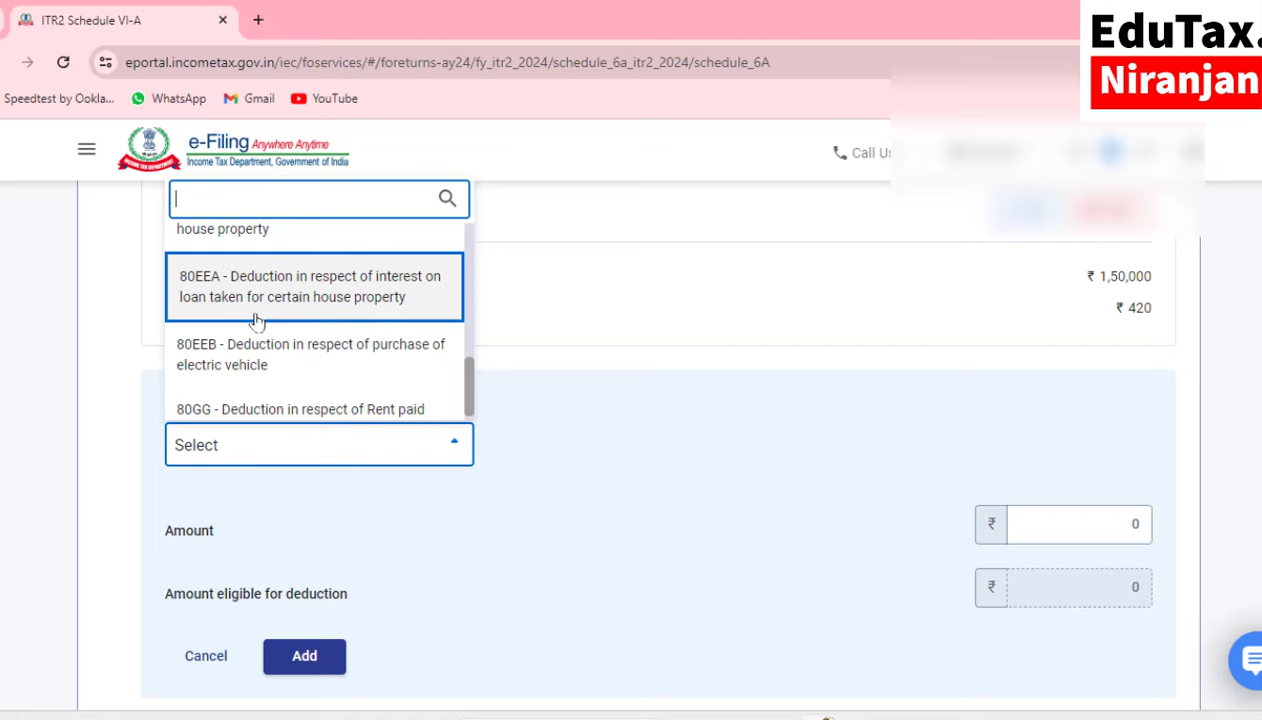 ITR2 Schedule VI-A
EduTax.
Niranjan
eportal.incometax.gov.in/iec/foservices/#/foreturns-ay24/fy_itr2_2024/schedule_6a_itr2_2024/schedule_6A
Speedtest by Ookla... WhatsApp Gmail YouTube
e-Filing Anywhere Anytime
Income Tax Department, Government of India
Call Us
house property
80EEA - Deduction in respect of interest on
loan taken for certain house property
₹ 1,50,000
₹ 420
80EEB - Deduction in respect of purchase of
electric vehicle
80GG - Deduction in respect of Rent paid
Select
Amount ₹ 0
Amount eligible for deduction ₹ 0
Cancel Add